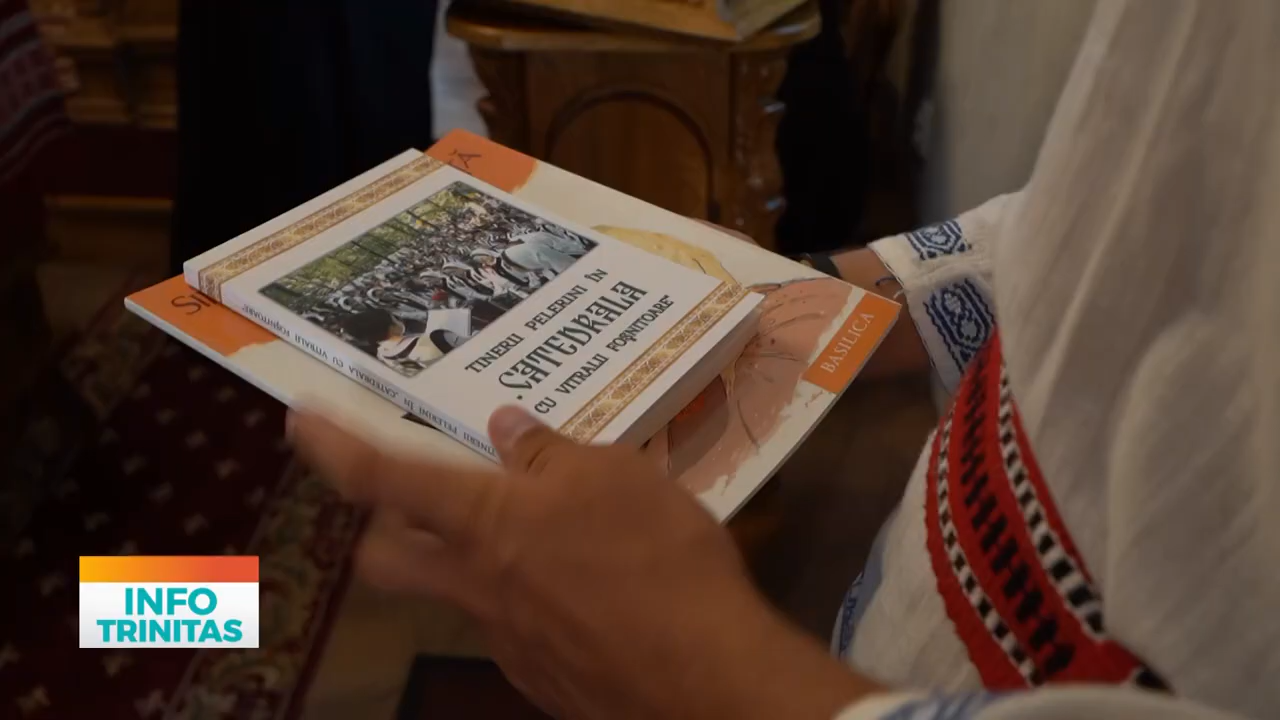 TINERII PELERINI ÎN
„CATEDRALA
CU VITRALII FOȘNITOARE”
TINERII PELERINI ÎN „CATEDRALA CU VITRALII FOȘNITOARE”
BASILICA
INFO
TRINITAS